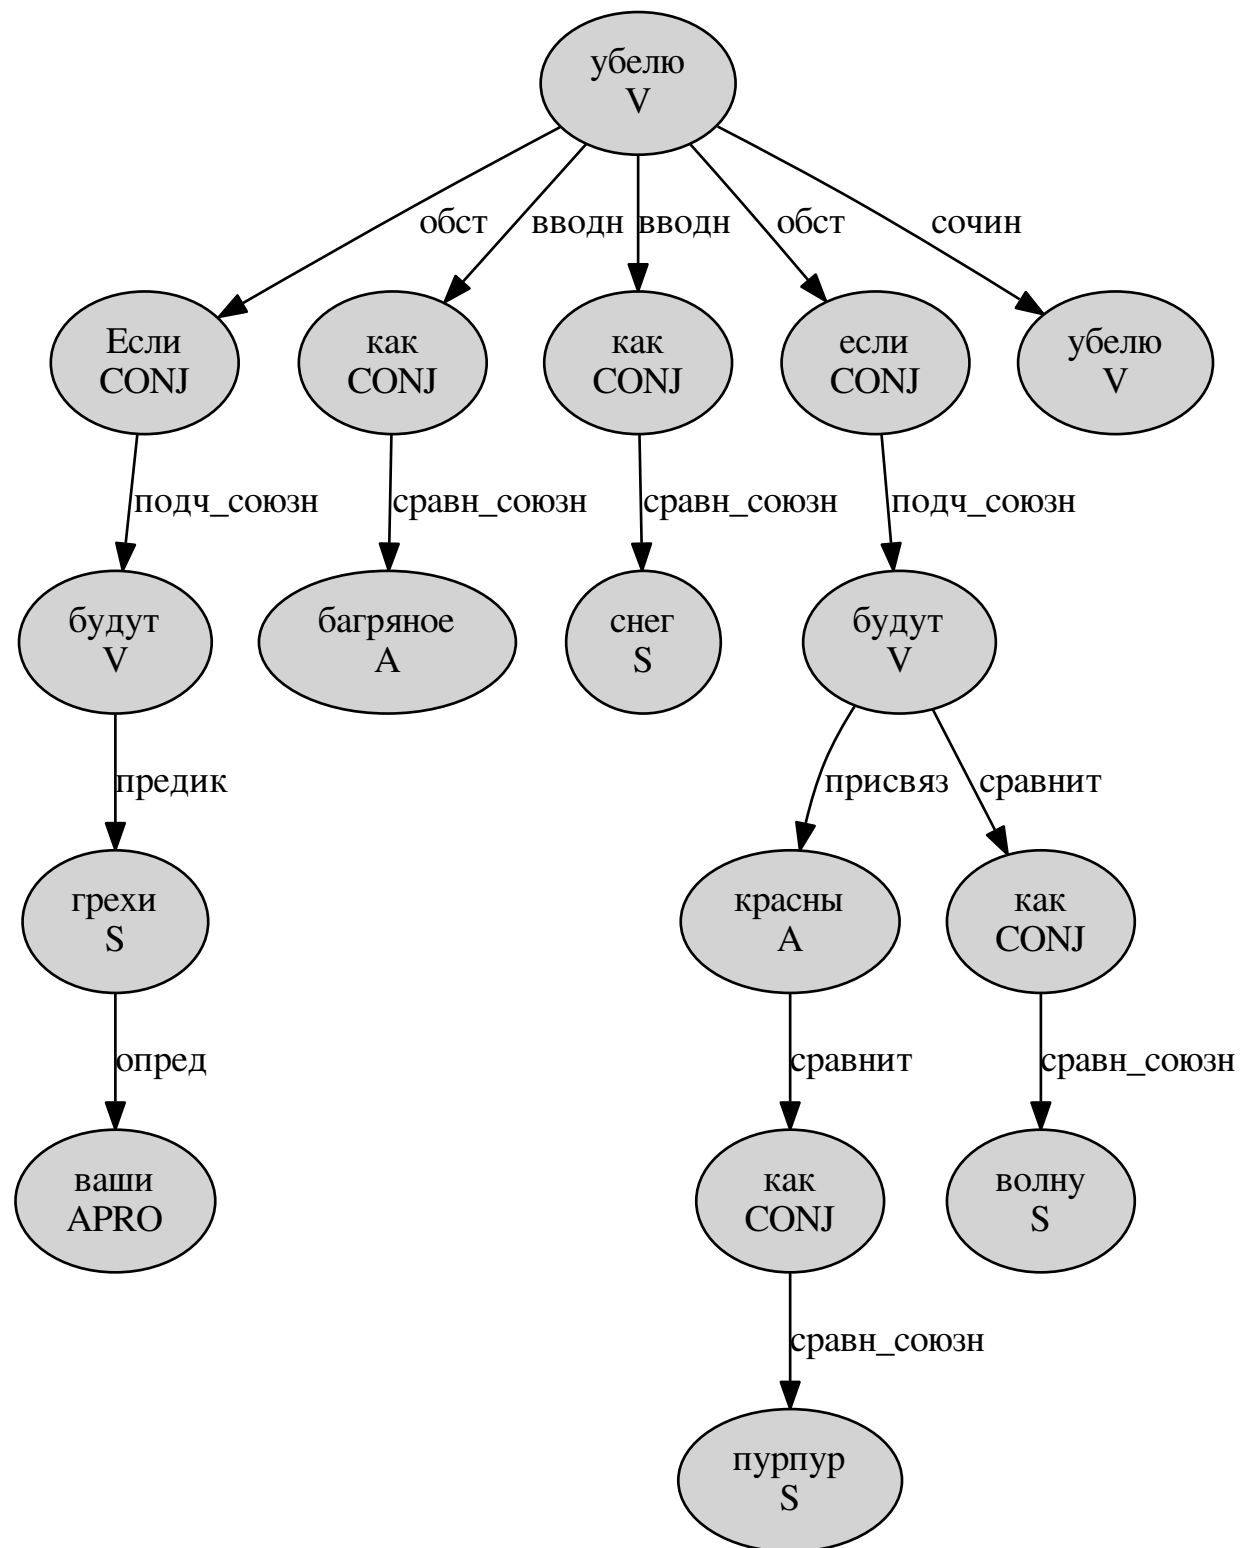 убелю
V
обст
вводн
вводн
обст
сочин
Если
CONJ
как
CONJ
как
CONJ
если
CONJ
убелю
V
подч_союзн
сравн_союзн
сравн_союзн
подч_союзн
будут
V
багряное
A
снег
S
будут
V
предик
присвяз
сравнит
грехи
S
красны
A
как
CONJ
опред
сравнит
сравн_союзн
ваши
APRO
как
CONJ
волну
S
сравн_союзн
пурпур
S